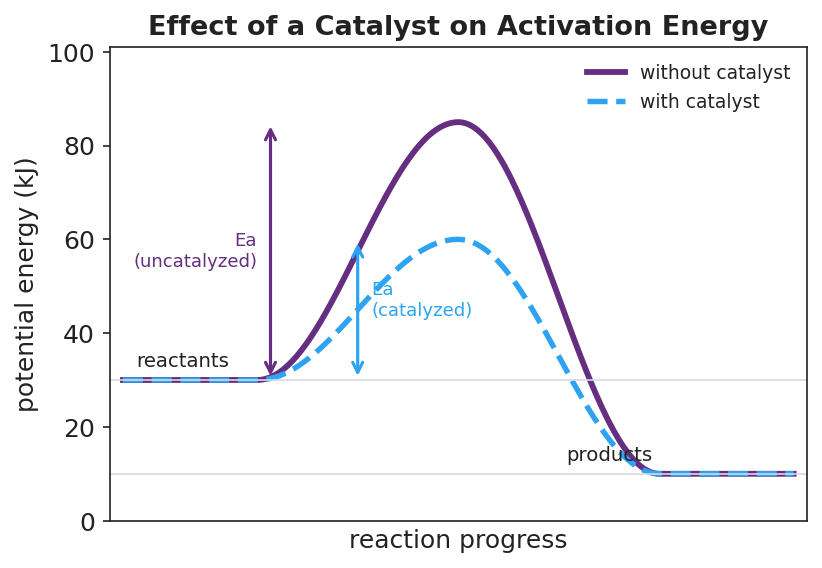 Effect of a Catalyst on Activation Energy
100
80
60
40
20
0
potential energy (kJ)
reaction progress
without catalyst
with catalyst
Ea
(uncatalyzed)
Ea
(catalyzed)
reactants
products